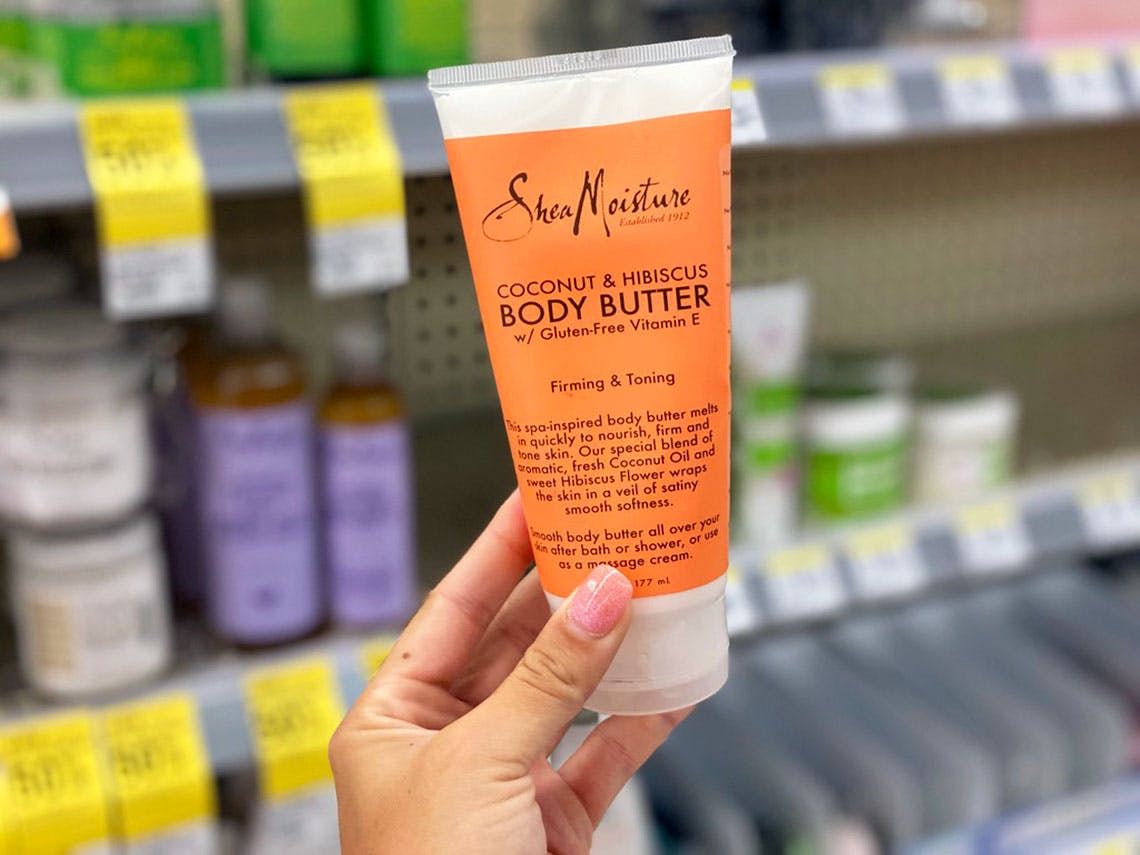 Shea Moisture
Established 1912
COCONUT & HIBISCUS
BODY BUTTER
w/ Gluten-Free Vitamin E
Firming & Toning
This spa-inspired body butter melts
in quickly to nourish, firm and
tone skin. Our special blend of
aromatic, fresh Coconut Oil and
sweet Hibiscus Flower wraps
the skin in a veil of satiny
smooth softness.
Smooth body butter all over your
skin after bath or shower, or use
as a massage cream.
177 mL